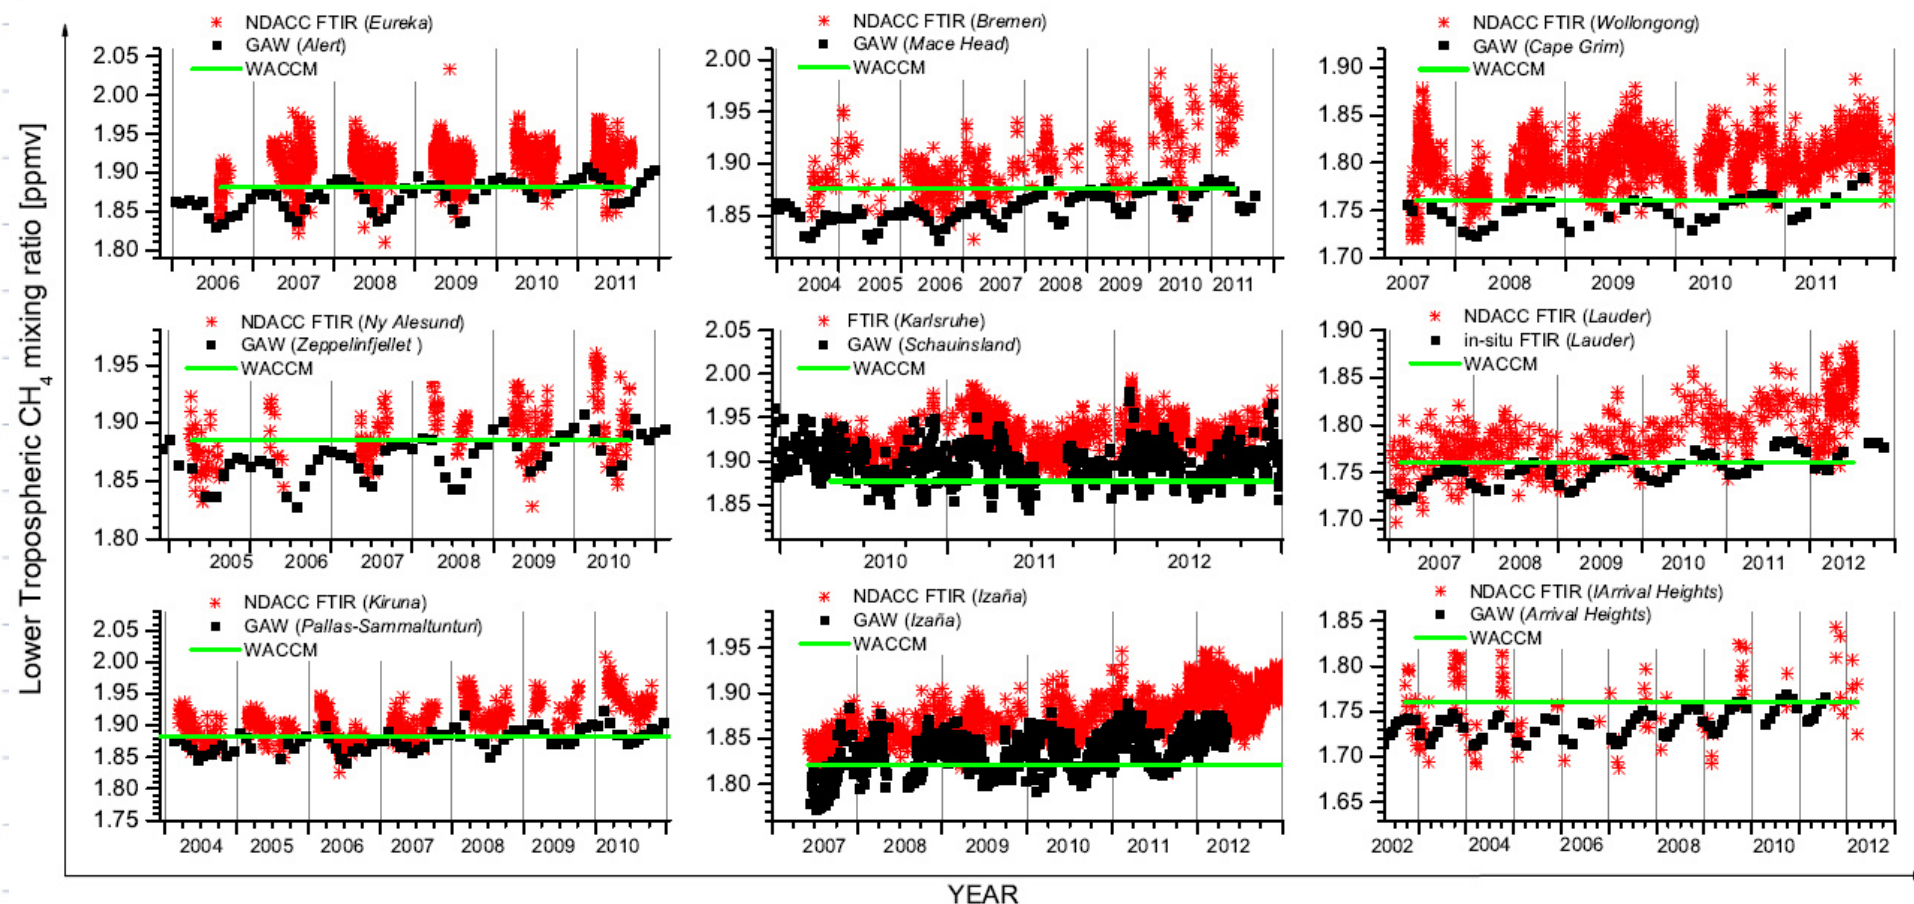 Lower Tropospheric CH4 mixing ratio [ppmv]
NDACC FTIR (Eureka)
GAW (Alert)
WACCM
2.05
2.00
1.95
1.90
1.85
1.80
2006 2007 2008 2009 2010 2011
NDACC FTIR (Bremen)
GAW (Mace Head)
WACCM
2.00
1.95
1.90
1.85
2004 2005 2006 2007 2008 2009 2010 2011
NDACC FTIR (Wollongong)
GAW (Cape Grim)
WACCM
1.90
1.85
1.80
1.75
1.70
2007 2008 2009 2010 2011
NDACC FTIR (Ny Alesund)
GAW (Zeppelinfjellet )
WACCM
1.95
1.90
1.85
1.80
2005 2006 2007 2008 2009 2010
FTIR (Karlsruhe)
GAW (Schauinsland)
WACCM
2.05
2.00
1.95
1.90
1.85
2010 2011 2012
NDACC FTIR (Lauder)
in-situ FTIR (Lauder)
WACCM
1.90
1.85
1.80
1.75
1.70
2007 2008 2009 2010 2011 2012
NDACC FTIR (Kiruna)
GAW (Pallas-Sammaltunturi)
WACCM
2.05
2.00
1.95
1.90
1.85
1.80
1.75
2004 2005 2006 2007 2008 2009 2010
NDACC FTIR (Izaña)
GAW (Izaña)
WACCM
1.95
1.90
1.85
1.80
2007 2008 2009 2010 2011 2012
NDACC FTIR (IArrival Heights)
GAW (Arrival Heights)
WACCM
1.85
1.80
1.75
1.70
1.65
2002 2004 2006 2008 2010 2012
YEAR